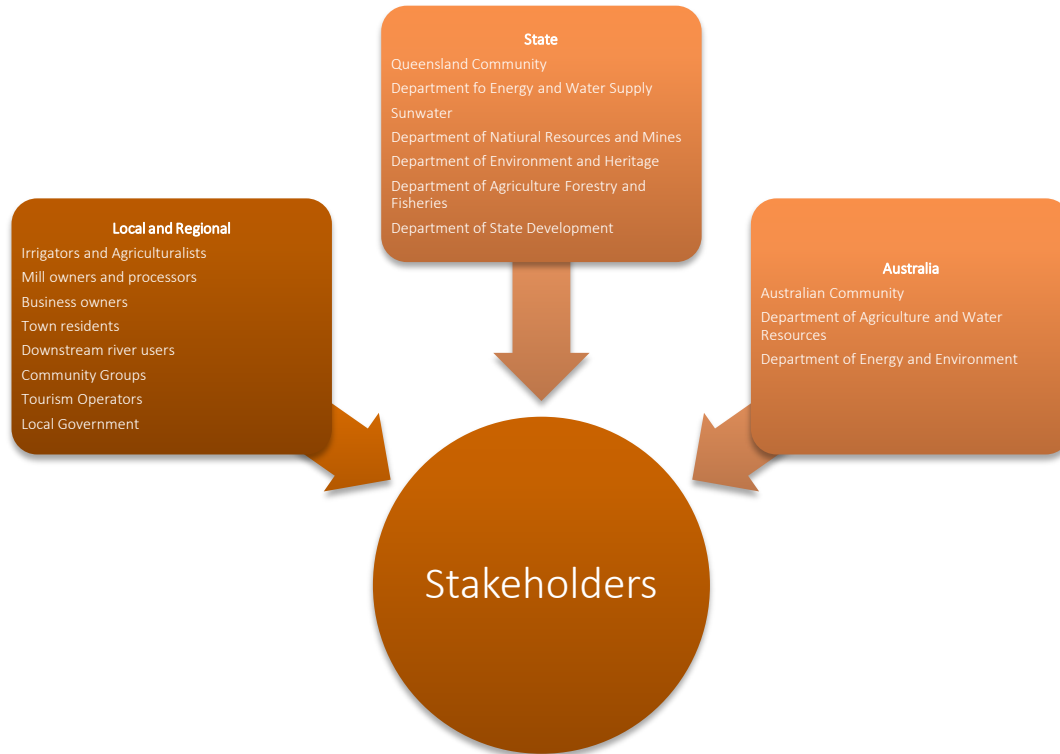 State
Queensland Community
Department fo Energy and Water Supply
Sunwater
Department of Natiural Resources and Mines
Department of Environment and Heritage
Department of Agriculture Forestry and
Fisheries
Department of State Development
Local and Regional
Irrigators and Agriculturalists
Mill owners and processors
Business owners
Town residents
Downstream river users
Community Groups
Tourism Operators
Local Government
Australia
Australian Community
Department of Agriculture and Water
Resources
Department of Energy and Environment
Stakeholders